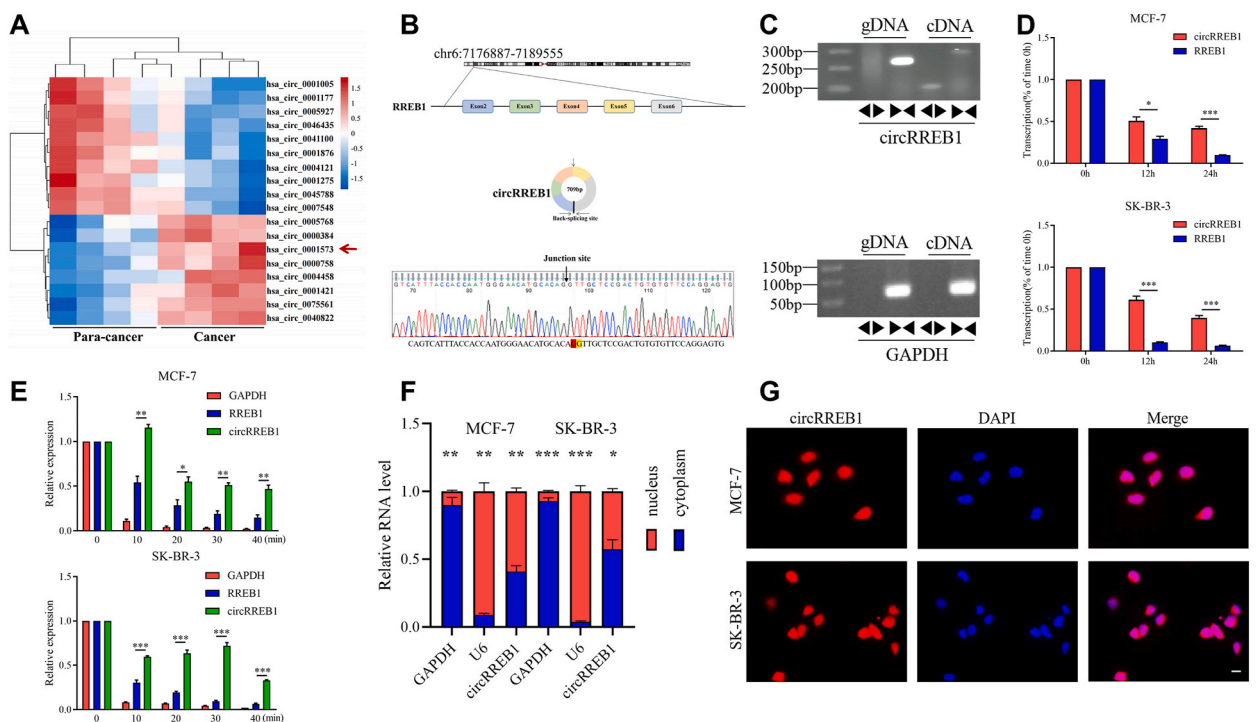 A
hsa_circ_0001005
hsa_circ_0001177
hsa_circ_0005927
hsa_circ_0046435
hsa_circ_0041100
hsa_circ_0001876
hsa_circ_0004121
hsa_circ_0001275
hsa_circ_0045788
hsa_circ_0007548
hsa_circ_0005768
hsa_circ_0000384
hsa_circ_0001573
hsa_circ_0000758
hsa_circ_0004458
hsa_circ_0001421
hsa_circ_0075561
hsa_circ_0040822
1.5
1
0.5
0
-0.5
-1
-1.5
Para-cancer Cancer
B
chr6:7176887-7189555
RREB1 Exon2 Exon3 Exon4 Exon5 Exon6
circRREB1 709bp
Back-splicing site
Junction site
GTCATTTACCACCAATGGGAACATGCACAGGTTGCTCCGACTGTGTGTTCCAGGAGTG
70 80 90 100 110 120
CAGTCATTTACCACCAATGGGAACATGCACAGGTTGCTCCGACTGTGTGTTCCAGGAGTG
C
gDNA cDNA
300bp
250bp
200bp
circRREB1
gDNA cDNA
150bp
100bp
50bp
GAPDH
D
MCF-7
Transcription(% of time 0h)
1.5
1.0
0.5
0.0
circRREB1
RREB1
* ***
0h 12h 24h
SK-BR-3
Transcription(% of time 0h)
1.5
1.0
0.5
0.0
circRREB1
RREB1
*** ***
0h 12h 24h
E
MCF-7
Relative expression
1.5
1.0
0.5
0.0
GAPDH
RREB1
circRREB1
** * ** **
0 10 20 30 40 (min)
SK-BR-3
Relative expression
1.5
1.0
0.5
0.0
GAPDH
RREB1
circRREB1
*** *** *** ***
0 10 20 30 40 (min)
F
Relative RNA level
1.5
1.0
0.5
0.0
MCF-7 SK-BR-3
** ** ** *** *** *
GAPDH U6 circRREB1 GAPDH U6 circRREB1
nucleus
cytoplasm
G
circRREB1 DAPI Merge
MCF-7
SK-BR-3